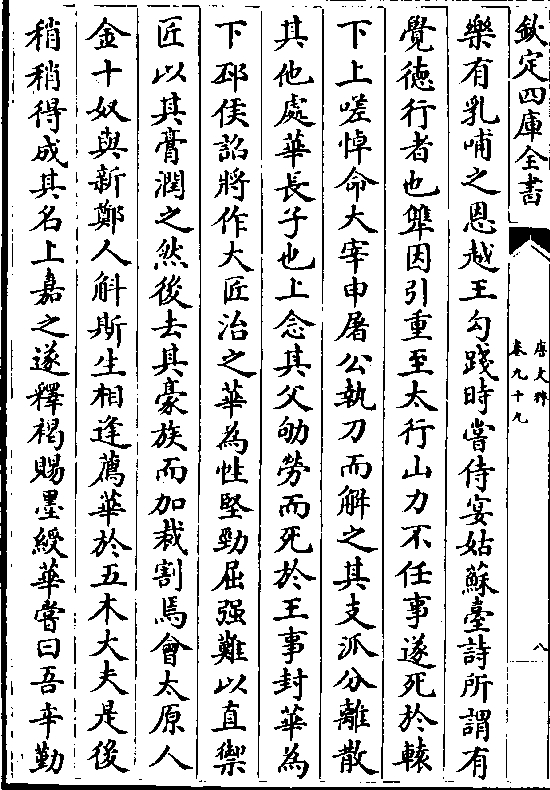 欽定四庫全書
唐文粹
卷九十九
八
樂有乳哺之恩越王勾踐時嘗侍宴姑蘇臺詩所謂有
覺德行者也犨因引重至太行山力不任事遂死於轅
下上嗟悼命大宰申屠公執刀而解之其支派分離散
其他處華長子也上念其父劬勞而死於王事封華為
下邳侯詔將作大匠治之華為性堅勁屈强難以直禦
匠以其膏潤之然後去其豪族而加裁割焉會太原人
金十奴與新鄭人斛斯生相逢薦華於五木大夫是後
稍稍得成其名上嘉之遂釋褐賜墨綬華嘗曰吾辛勤